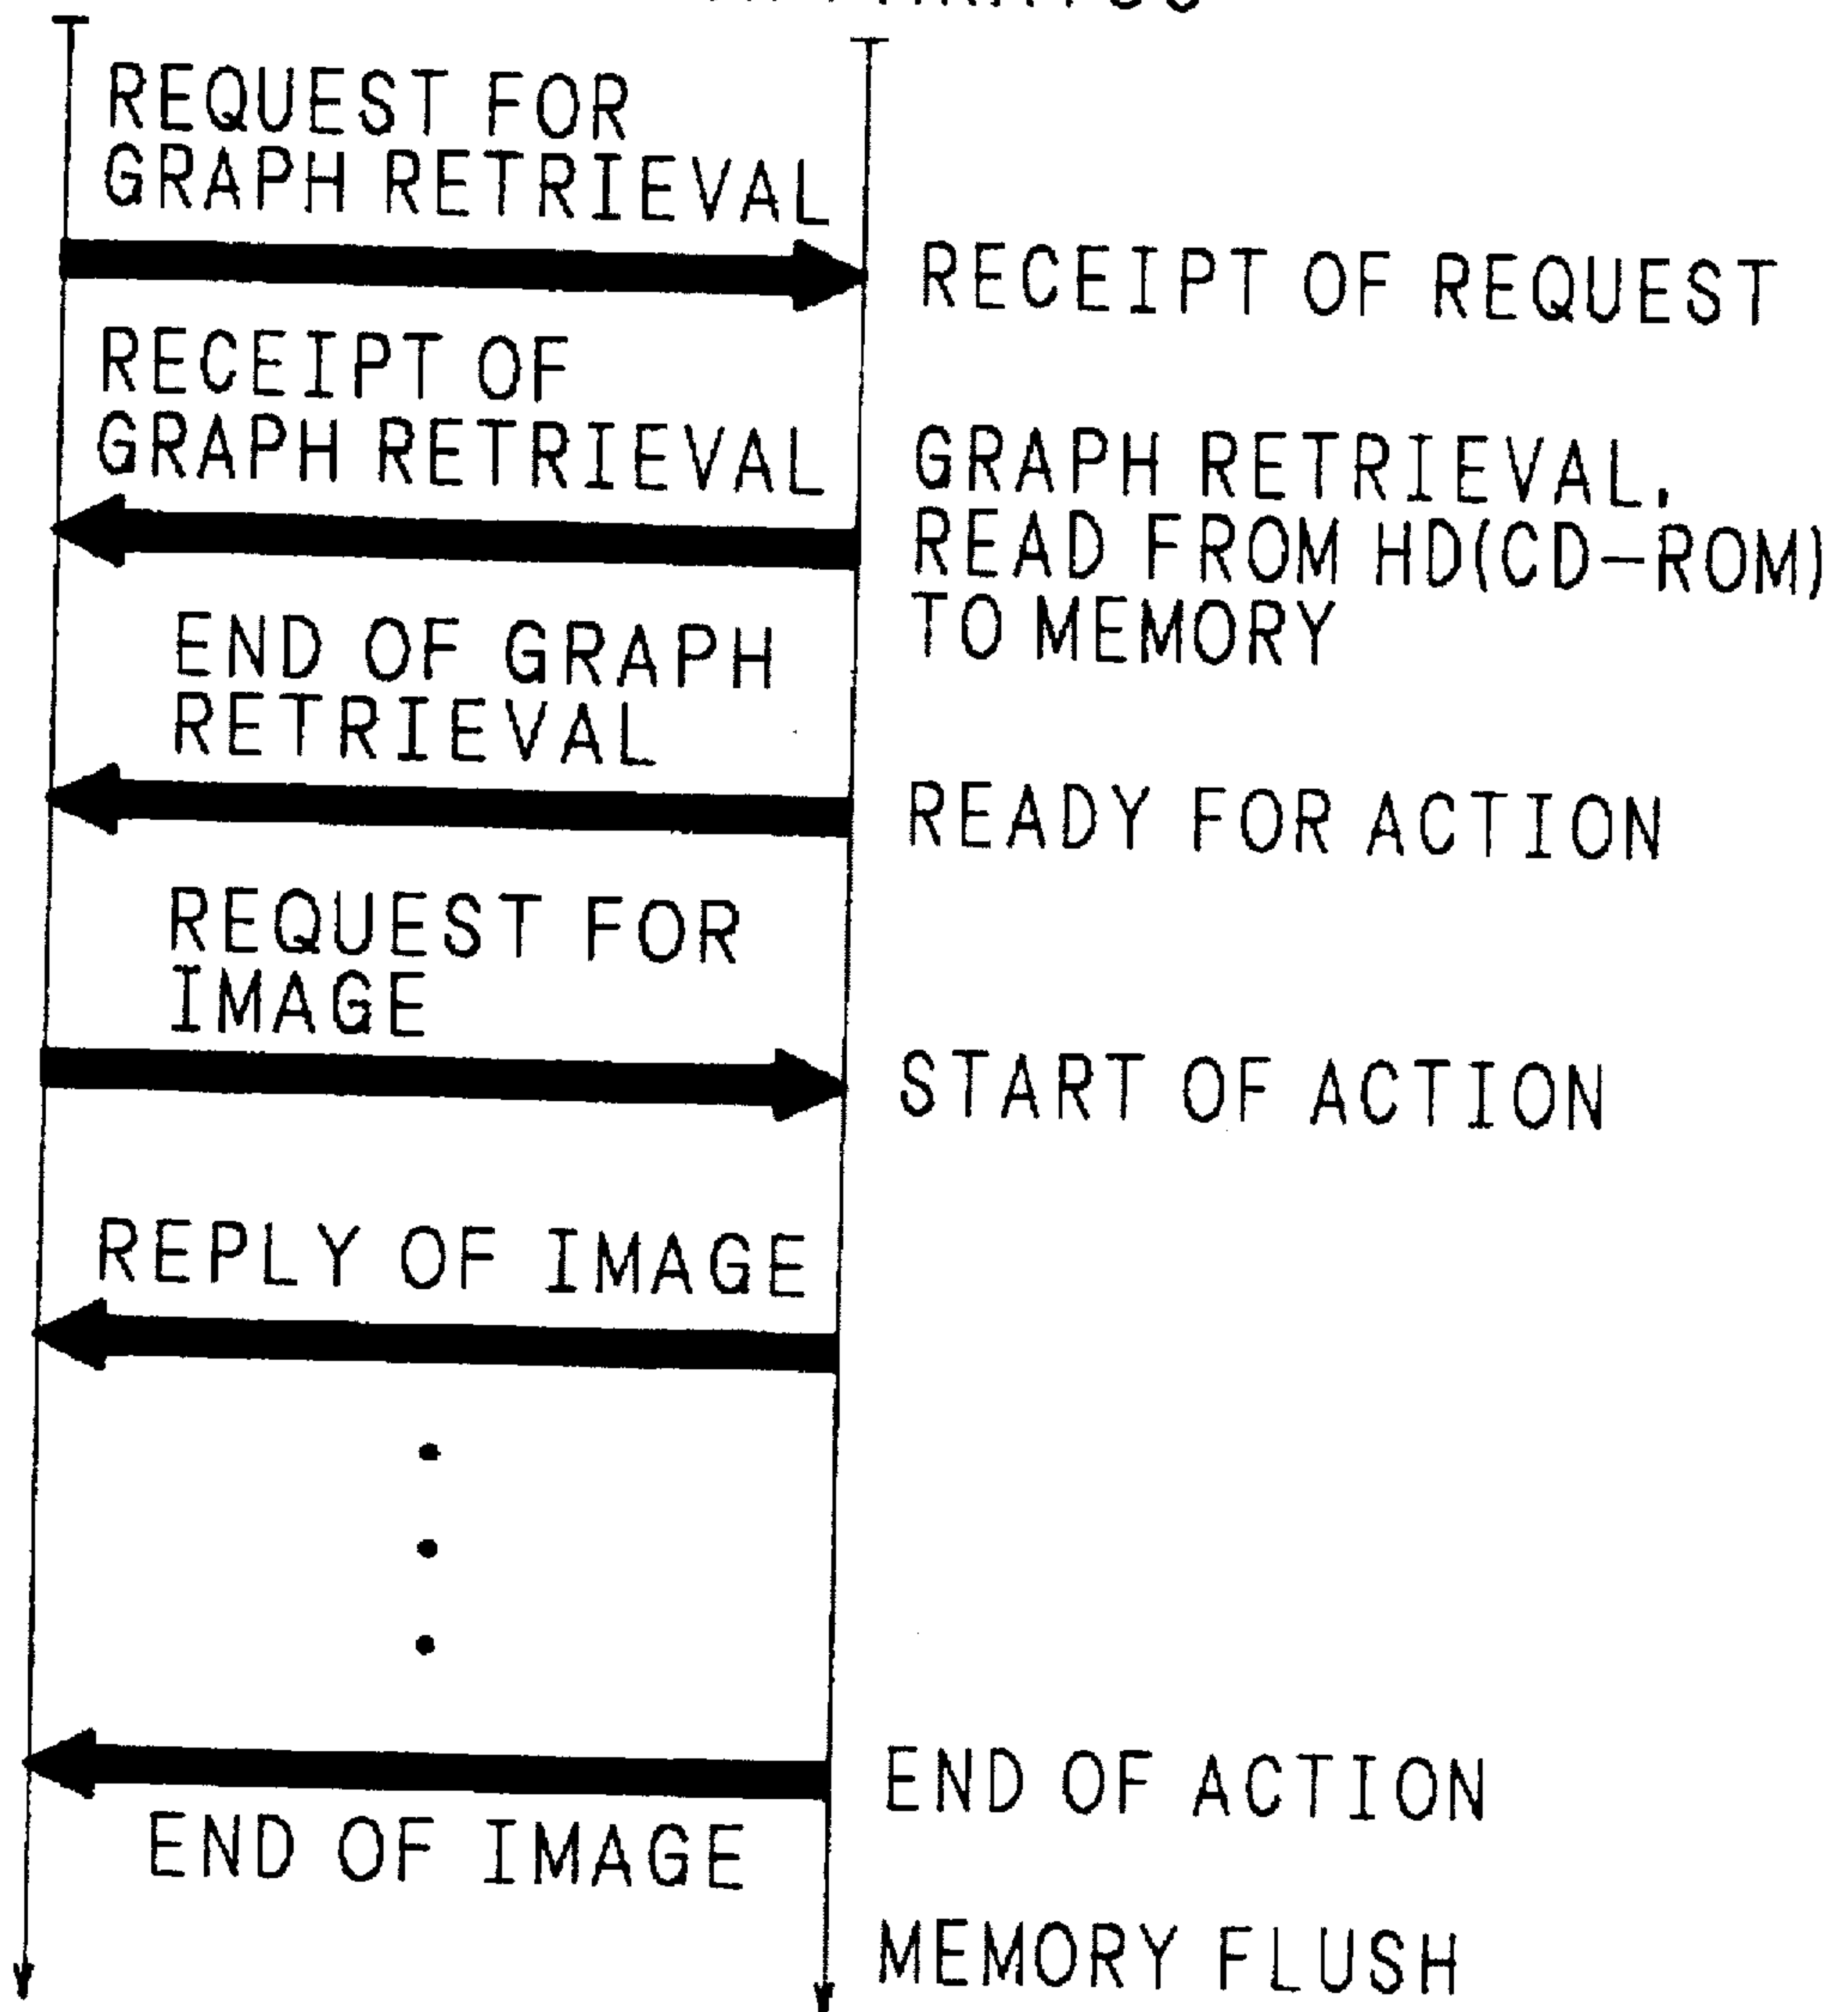 REQUEST FOR
GRAPH RETRIEVAL
RECEIPT OF REQUEST
RECEIPT OF
GRAPH RETRIEVAL
GRAPH RETRIEVAL.
READ FROM HD(CD-ROM)
TO MEMORY
END OF GRAPH
RETRIEVAL
READY FOR ACTION
REQUEST FOR
IMAGE
START OF ACTION
REPLY OF IMAGE
END OF ACTION
END OF IMAGE
MEMORY FLUSH